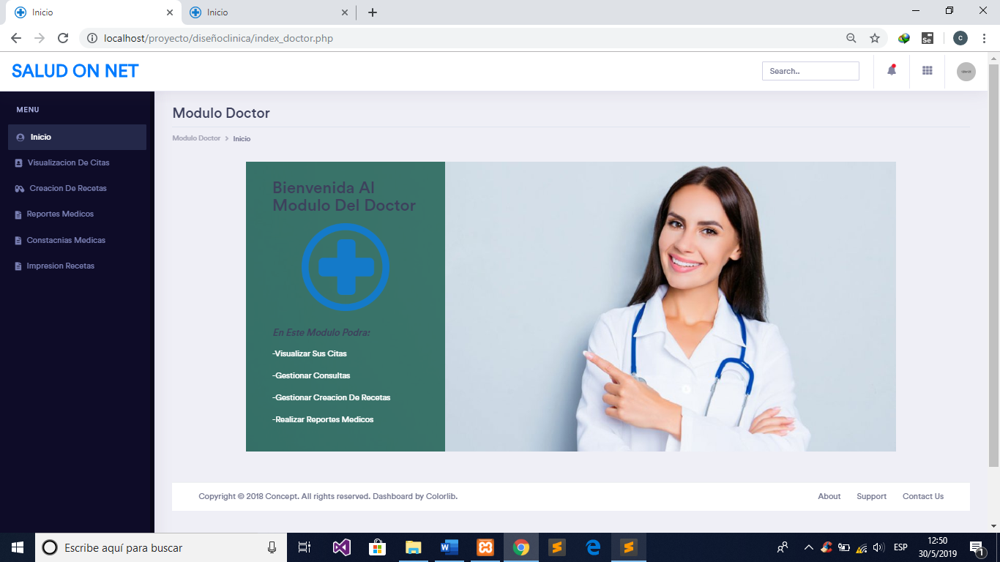 Inicio
Inicio
localhost/proyecto/diseñoclinica/index_doctor.php
Se
c
SALUD ON NET
Search..
MENU
Inicio
Visualizacion De Citas
Creacion De Recetas
Reportes Medicos
Constacnias Medicas
Impresion Recetas
Modulo Doctor
Modulo Doctor > Inicio
Bienvenida Al
Modulo Del Doctor
En Este Modulo Podra:
-Visualizar Sus Citas
-Gestionar Consultas
-Gestionar Creacion De Recetas
-Realizar Reportes Medicos
Copyright © 2018 Concept. All rights reserved. Dashboard by Colorlib.
About Support Contact Us
Escribe aquí para buscar
ESP
12:50
30/5/2019
1